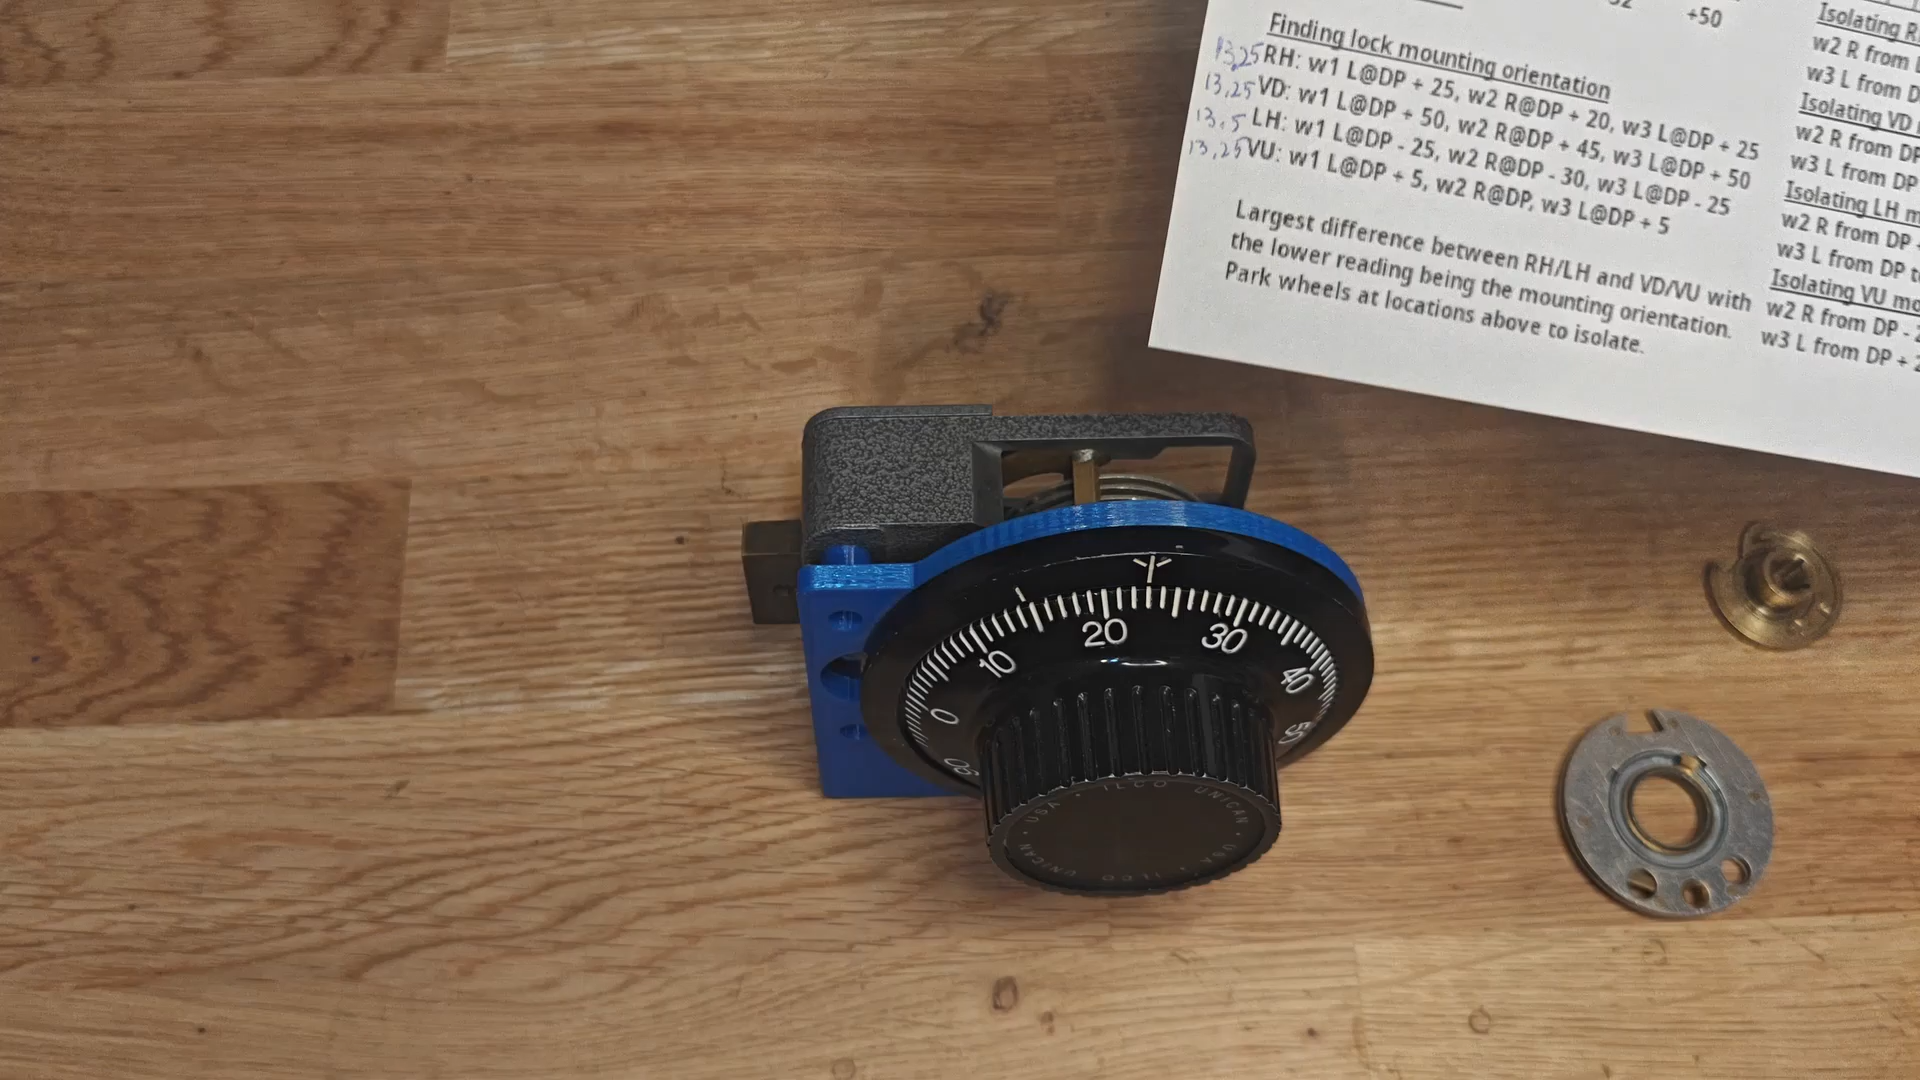 +50
Finding lock mounting orientation
13,25 RH: w1 L@DP + 25, w2 R@DP + 20, w3 L@DP + 25
13,25 VD: w1 L@DP + 50, w2 R@DP + 45, w3 L@DP + 50
13,5 LH: w1 L@DP - 25, w2 R@DP - 30, w3 L@DP - 25
13,25 VU: w1 L@DP + 5, w2 R@DP, w3 L@DP + 5
Largest difference between RH/LH and VD/VU with
the lower reading being the mounting orientation.
Park wheels at locations above to isolate.
Isolating
w2 R from
w3 L from
Isolating VD
w2 R from DP
w3 L from DP
Isolating LH
w2 R from DP
w3 L from DP
Isolating VU
w2 R from DP -
w3 L from DP +
90 0 10 20 30 40 50
USA · ILCO UNICAN · USA · ILCO UNICAN ·